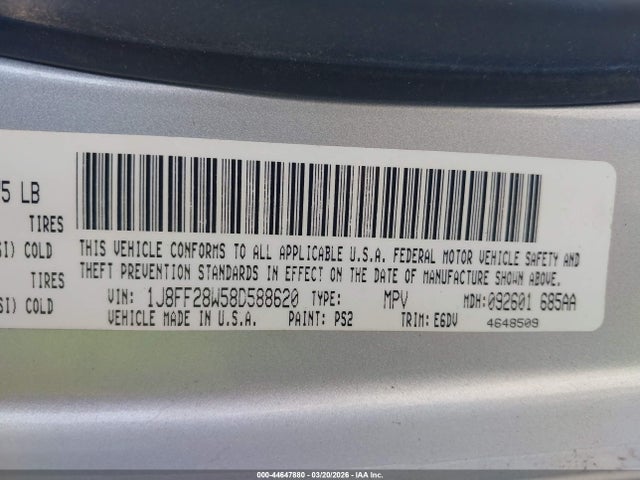 75 LB
TIRES
SI) COLD
TIRES
SI) COLD
THIS VEHICLE CONFORMS TO ALL APPLICABLE U.S.A. FEDERAL MOTOR VEHICLE SAFETY AND
THEFT PREVENTION STANDARDS IN EFFECT ON THE DATE OF MANUFACTURE SHOWN ABOVE.
VIN: 1J8FF28W58D588620 TYPE: MPV MDH:092601 685AA
VEHICLE MADE IN U.S.A. PAINT: PS2 TRIM: E6DV 4648509
000-44647880 - 03/20/2026 - IAA Inc.